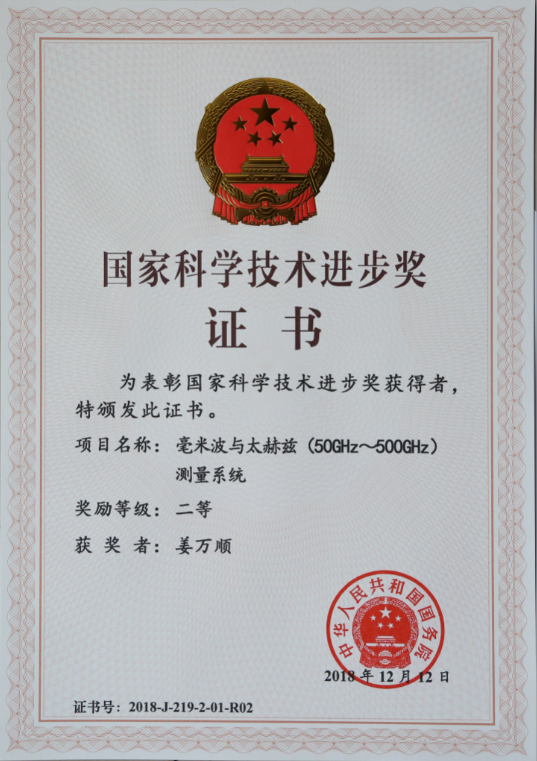 国家科学技术进步奖
证 书
为表彰国家科学技术进步奖获得者，
特颁发此证书。
项目名称：毫米波与太赫兹（50GHz～500GHz）
测量系统
奖励等级：二等
获 奖 者：姜万顺
中华人民共和国国务院
2018 年 12 月 12 日
证书号：2018-J-219-2-01-R02